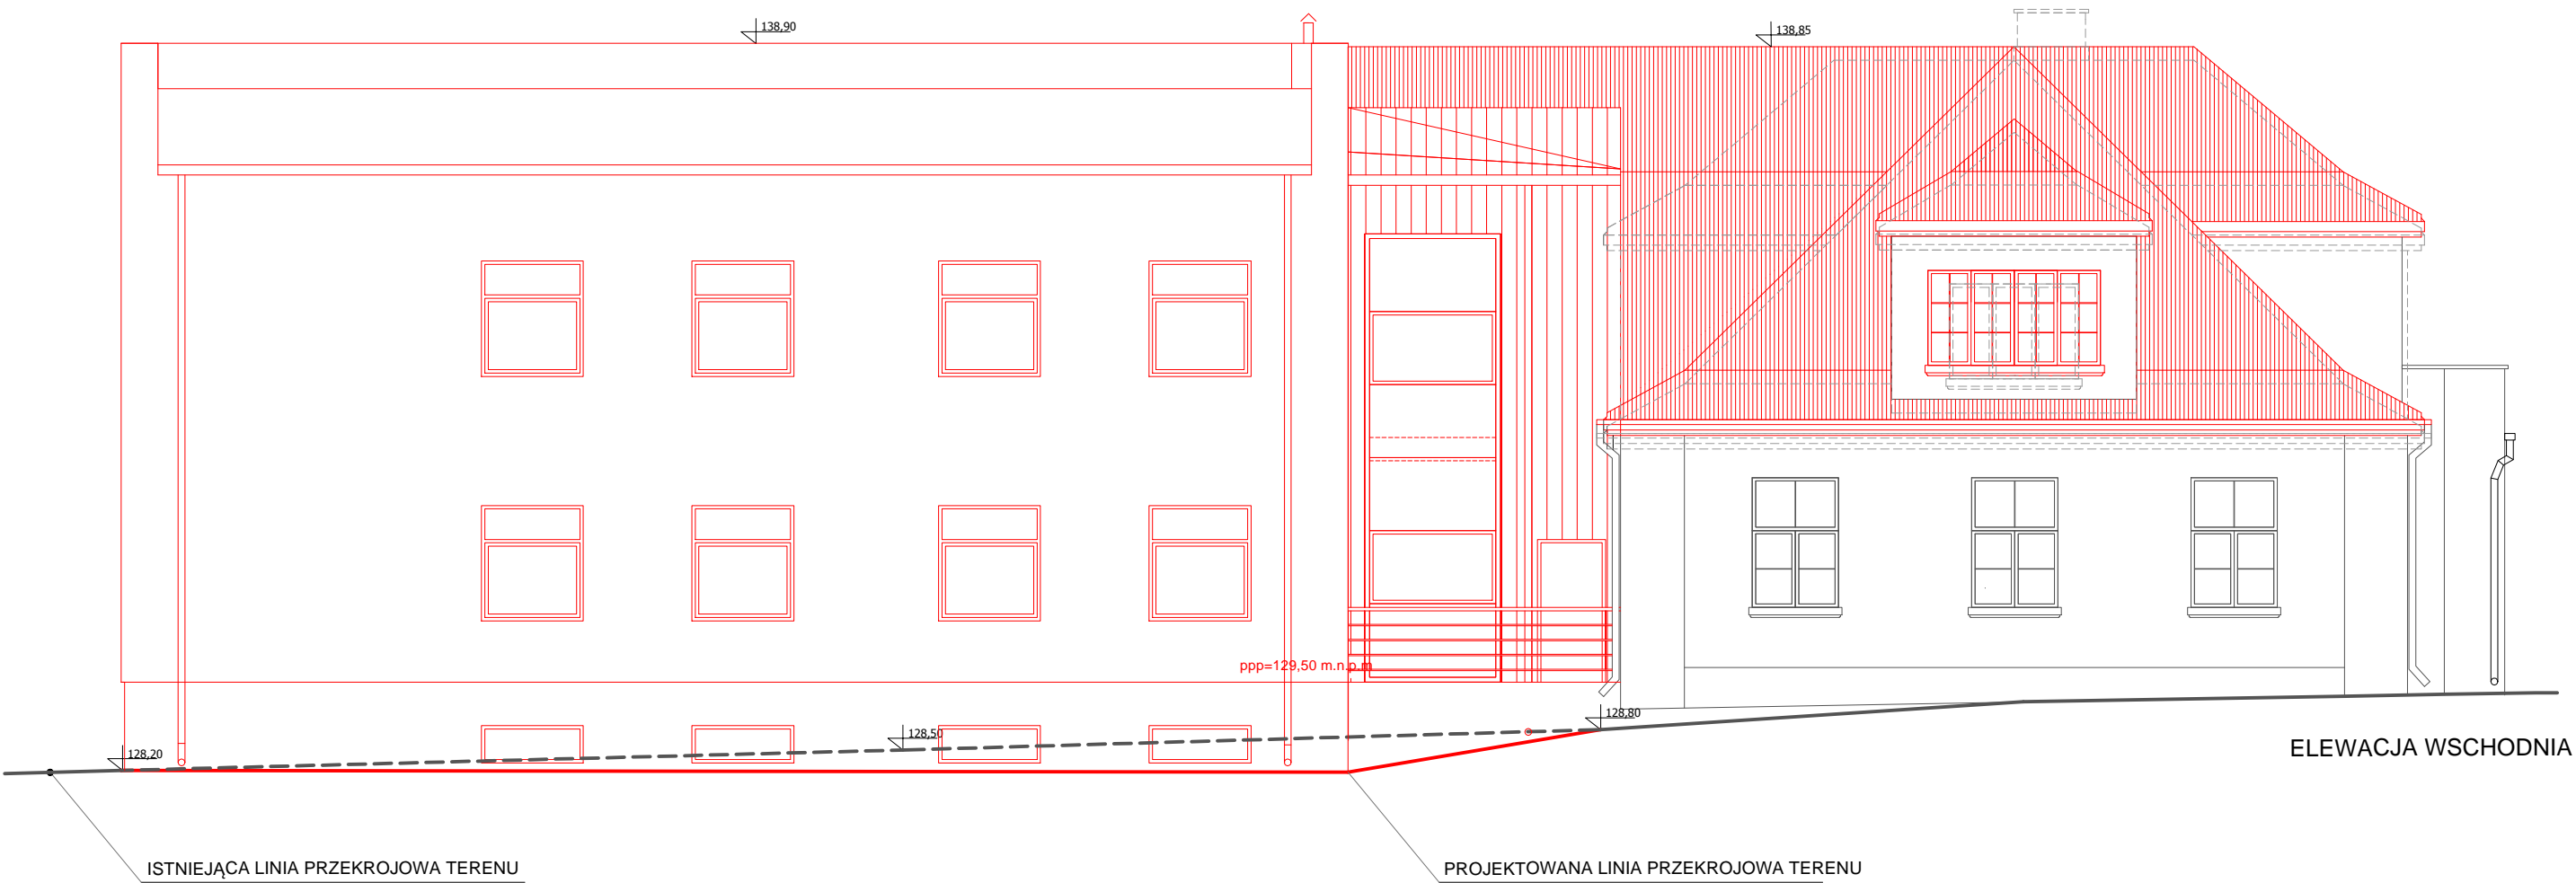 138,90
138,85
ppp=129,50 m.n.p.m
128,80
128,50
128,20
ELEWACJA WSCHODNIA
ISTNIEJĄCA LINIA PRZEKROJOWA TERENU
PROJEKTOWANA LINIA PRZEKROJOWA TERENU